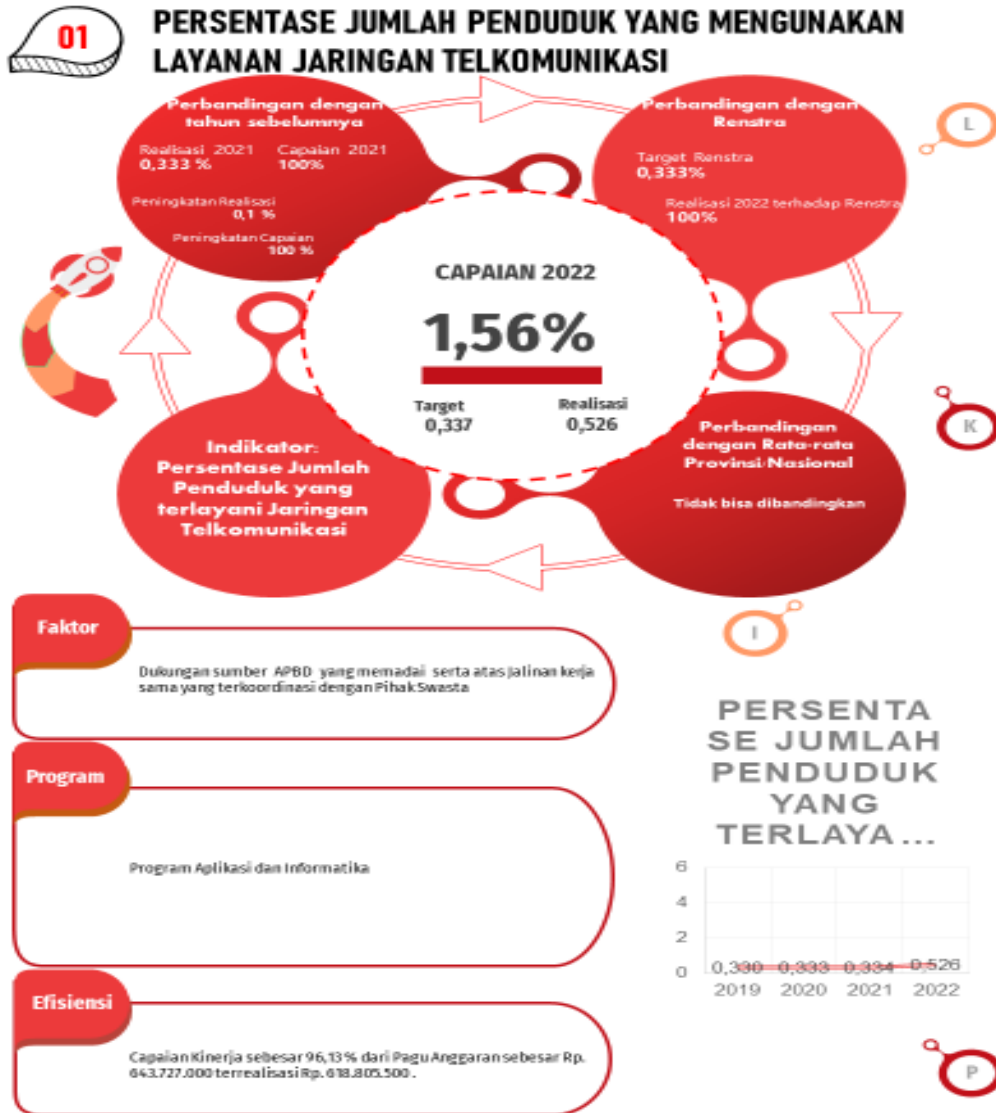 01
PERSENTASE JUMLAH PENDUDUK YANG MENGUNAKAN
LAYANAN JARINGAN TELKOMUNIKASI
Perbandingan dengan
tahun sebelumnya
Realisasi 2021 Capaian 2021
0,333 % 100%
Peningkatan Realisasi
0,1 %
Peningkatan Capaian
100 %
Perbandingan dengan
Renstra
Target Renstra
0,333%
Realisasi 2022 terhadap Renstra
100%
L
CAPAIAN 2022
1,56%
Target Realisasi
0,337 0,526
Indikator:
Persentase Jumlah
Penduduk yang
terlayani Jaringan
Telkomunikasi
Perbandingan
dengan Rata-rata
Provinsi/Nasional
Tidak bisa dibandingkan
K
I
Faktor
Dukungan sumber APBD yang memadai serta atas Jalinan kerja
sama yang terkoordinasi dengan Pihak Swasta
Program
Program Aplikasi dan Informatika
Efisiensi
Capaian Kinerja sebesar 96,13% dari Pagu Anggaran sebesar Rp.
643.727.000 terrealisasi Rp. 618.805.500.
PERSENTA
SE JUMLAH
PENDUDUK
YANG
TERLAYA...
6
4
2
0
0,330 0,333 0,334 0,526
2019 2020 2021 2022
P